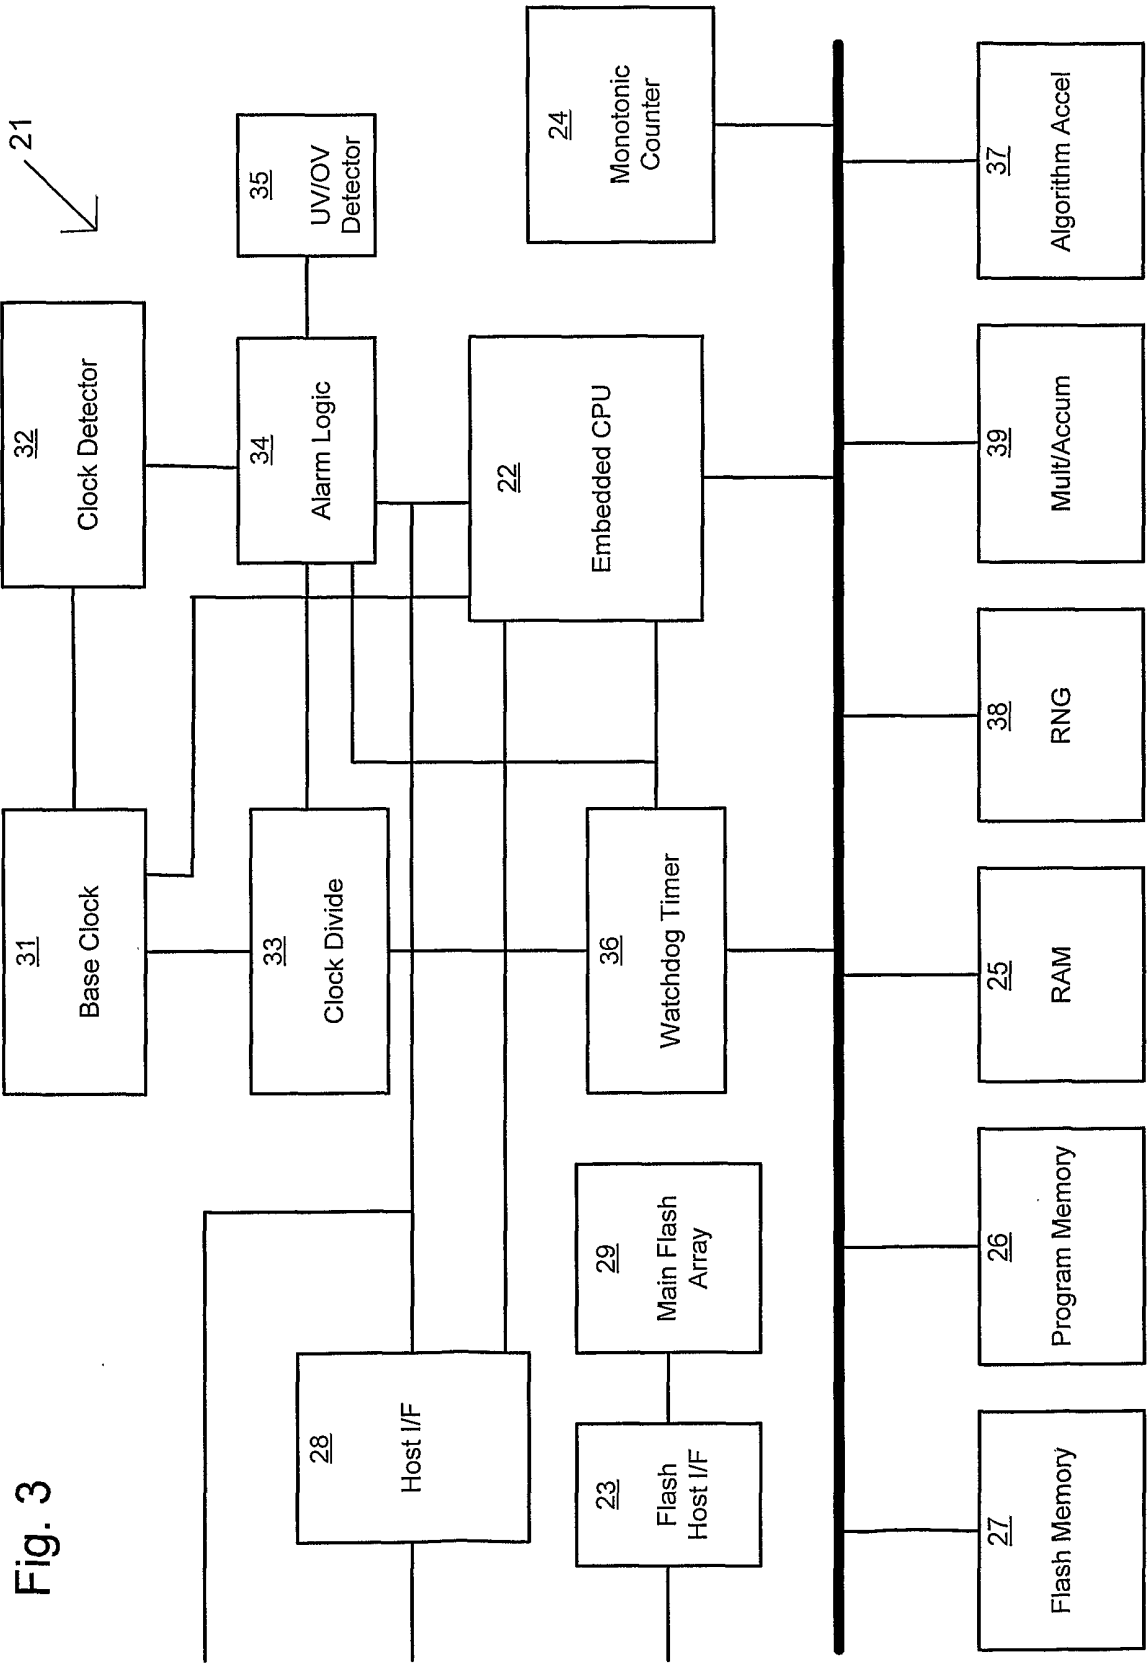 Fig. 3
21
31
Base Clock
32
Clock Detector
33
Clock Divide
34
Alarm Logic
35
UV/OV
Detector
28
Host I/F
22
Embedded CPU
24
Monotonic
Counter
23
Flash
Host I/F
29
Main Flash
Array
36
Watchdog Timer
27
Flash Memory
26
Program Memory
25
RAM
38
RNG
39
Mult/Accum
37
Algorithm Accel